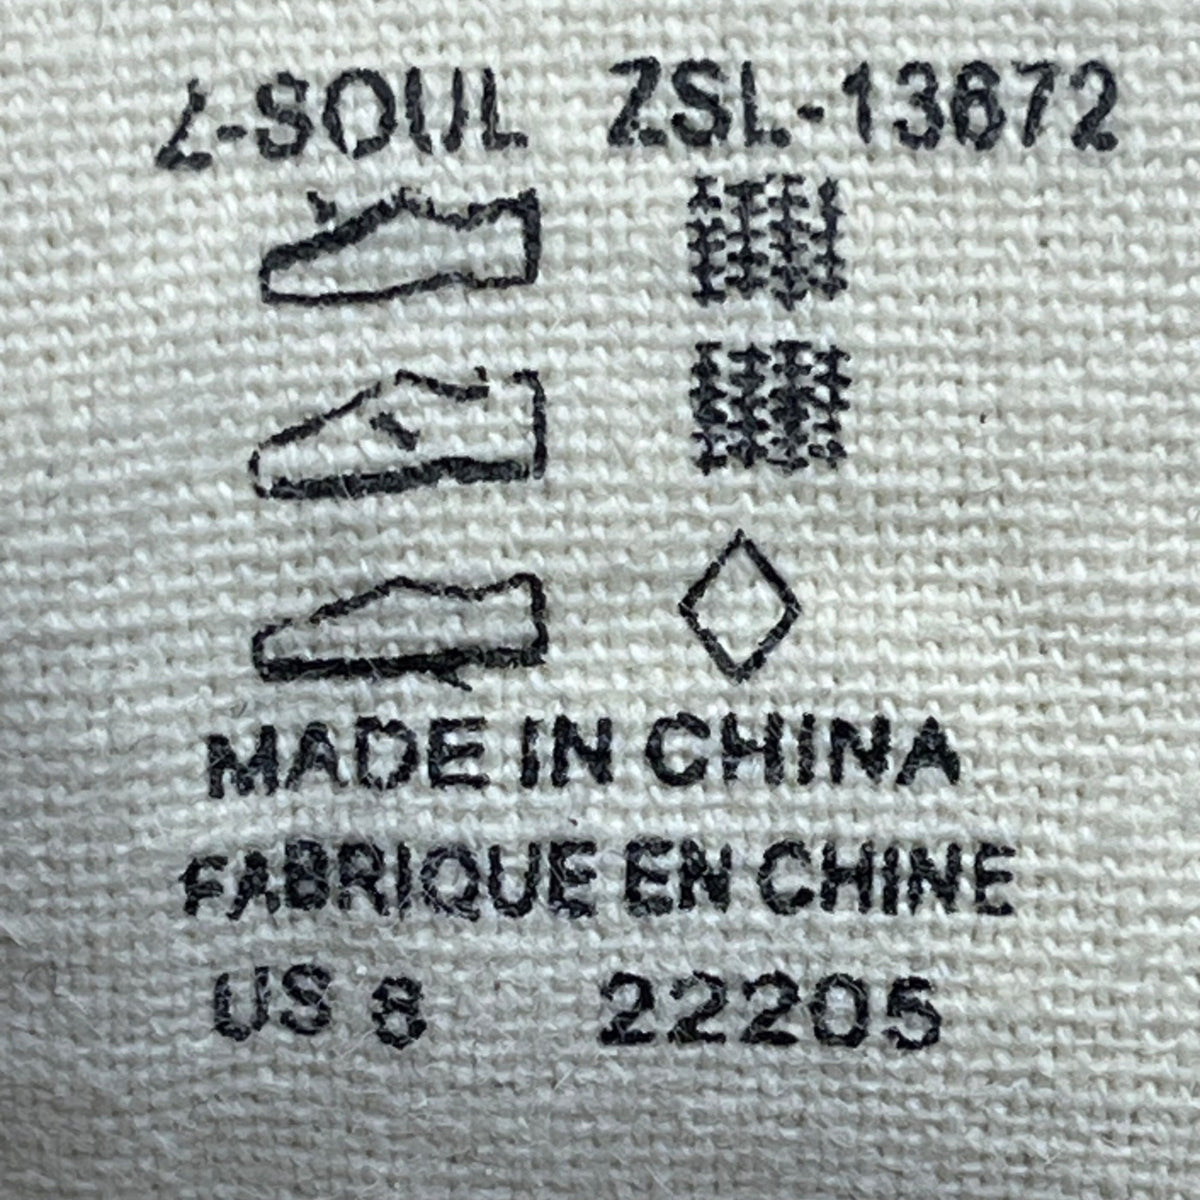 Z-SOUL ZSL-13672
MADE IN CHINA
FABRIQUE EN CHINE
US 8 22205